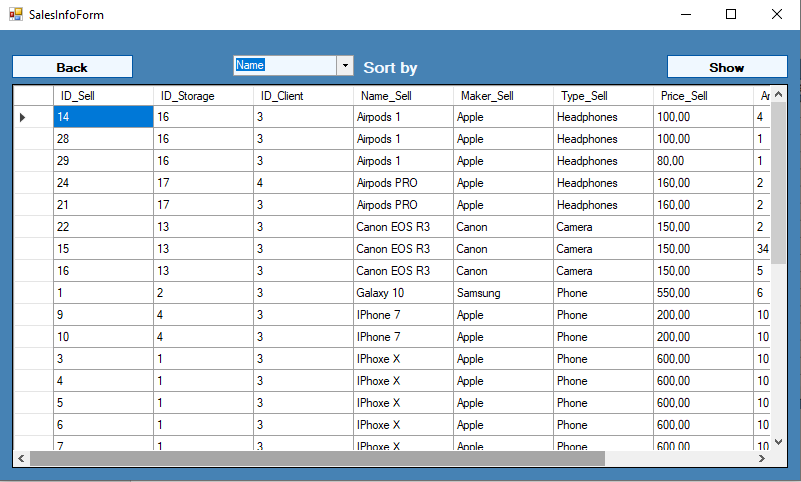 SalesInfoForm
Back Name Sort by Show
ID_Sell ID_Storage ID_Client Name_Sell Maker_Sell Type_Sell Price_Sell Ar
14 16 3 Airpods 1 Apple Headphones 100,00 4
28 16 3 Airpods 1 Apple Headphones 100,00 1
29 16 3 Airpods 1 Apple Headphones 80,00 1
24 17 4 Airpods PRO Apple Headphones 160,00 2
21 17 3 Airpods PRO Apple Headphones 160,00 2
22 13 3 Canon EOS R3 Canon Camera 150,00 2
15 13 3 Canon EOS R3 Canon Camera 150,00 34
16 13 3 Canon EOS R3 Canon Camera 150,00 5
1 2 3 Galaxy 10 Samsung Phone 550,00 6
9 4 3 IPhone 7 Apple Phone 200,00 10
10 4 3 IPhone 7 Apple Phone 200,00 10
3 1 3 IPhoxe X Apple Phone 600,00 10
4 1 3 IPhoxe X Apple Phone 600,00 10
5 1 3 IPhoxe X Apple Phone 600,00 10
6 1 3 IPhoxe X Apple Phone 600,00 10
7 1 3 IPhoxe X Apple Phone 600,00 10